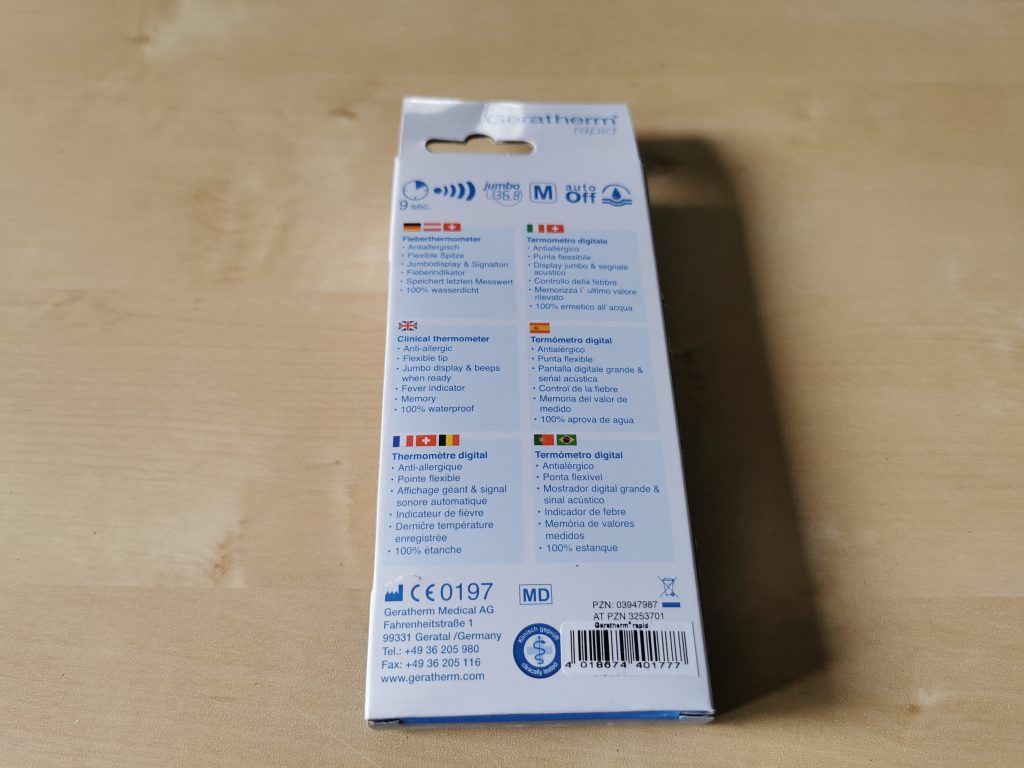 Geratherm®
rapid
9 sec.
jumbo
36.8
M
auto
Off
Fieberthermometer
· Antiallergisch
· Flexible Spitze
· Jumbodisplay & Signalton
· Fieberindikator
· Speichert letzten Messwert
· 100% wasserdicht
Termometro digitale
· Antiallergico
· Punta flessibile
· Display jumbo & segnale
acustico
· Controllo della febbre
· Memorizza l´ ultimo valore
rilevato
· 100% ermetico all´ acqua
Clinical thermometer
· Anti-allergic
· Flexible tip
· Jumbo display & beeps
when ready
· Fever indicator
· Memory
· 100% waterproof
Termómetro digital
· Antialérgico
· Punta flexible
· Pantalla digitale grande &
señal acústica
· Control de la fiebre
· Memoria del valor de
medido
· 100% aprova de agua
Thermomètre digital
· Anti-allergique
· Pointe flexible
· Affichage géant & signal
sonore automatique
· Indicateur de fièvre
· Dernière température
enregistrée
· 100% étanche
Termómetro digital
· Antialérgico
· Ponta flexível
· Mostrador digital grande &
sinal acústico
· Indicador de febre
· Memória de valores
medidos
· 100% estanque
CE 0197
MD
Geratherm Medical AG
Fahrenheitstraße 1
99331 Geratal /Germany
Tel.: +49 36 205 980
Fax: +49 36 205 116
www.geratherm.com
klinisch geprüft
clinically tested
PZN: 03947987
AT PZN 3253701
Geratherm® rapid
4 018674 401777